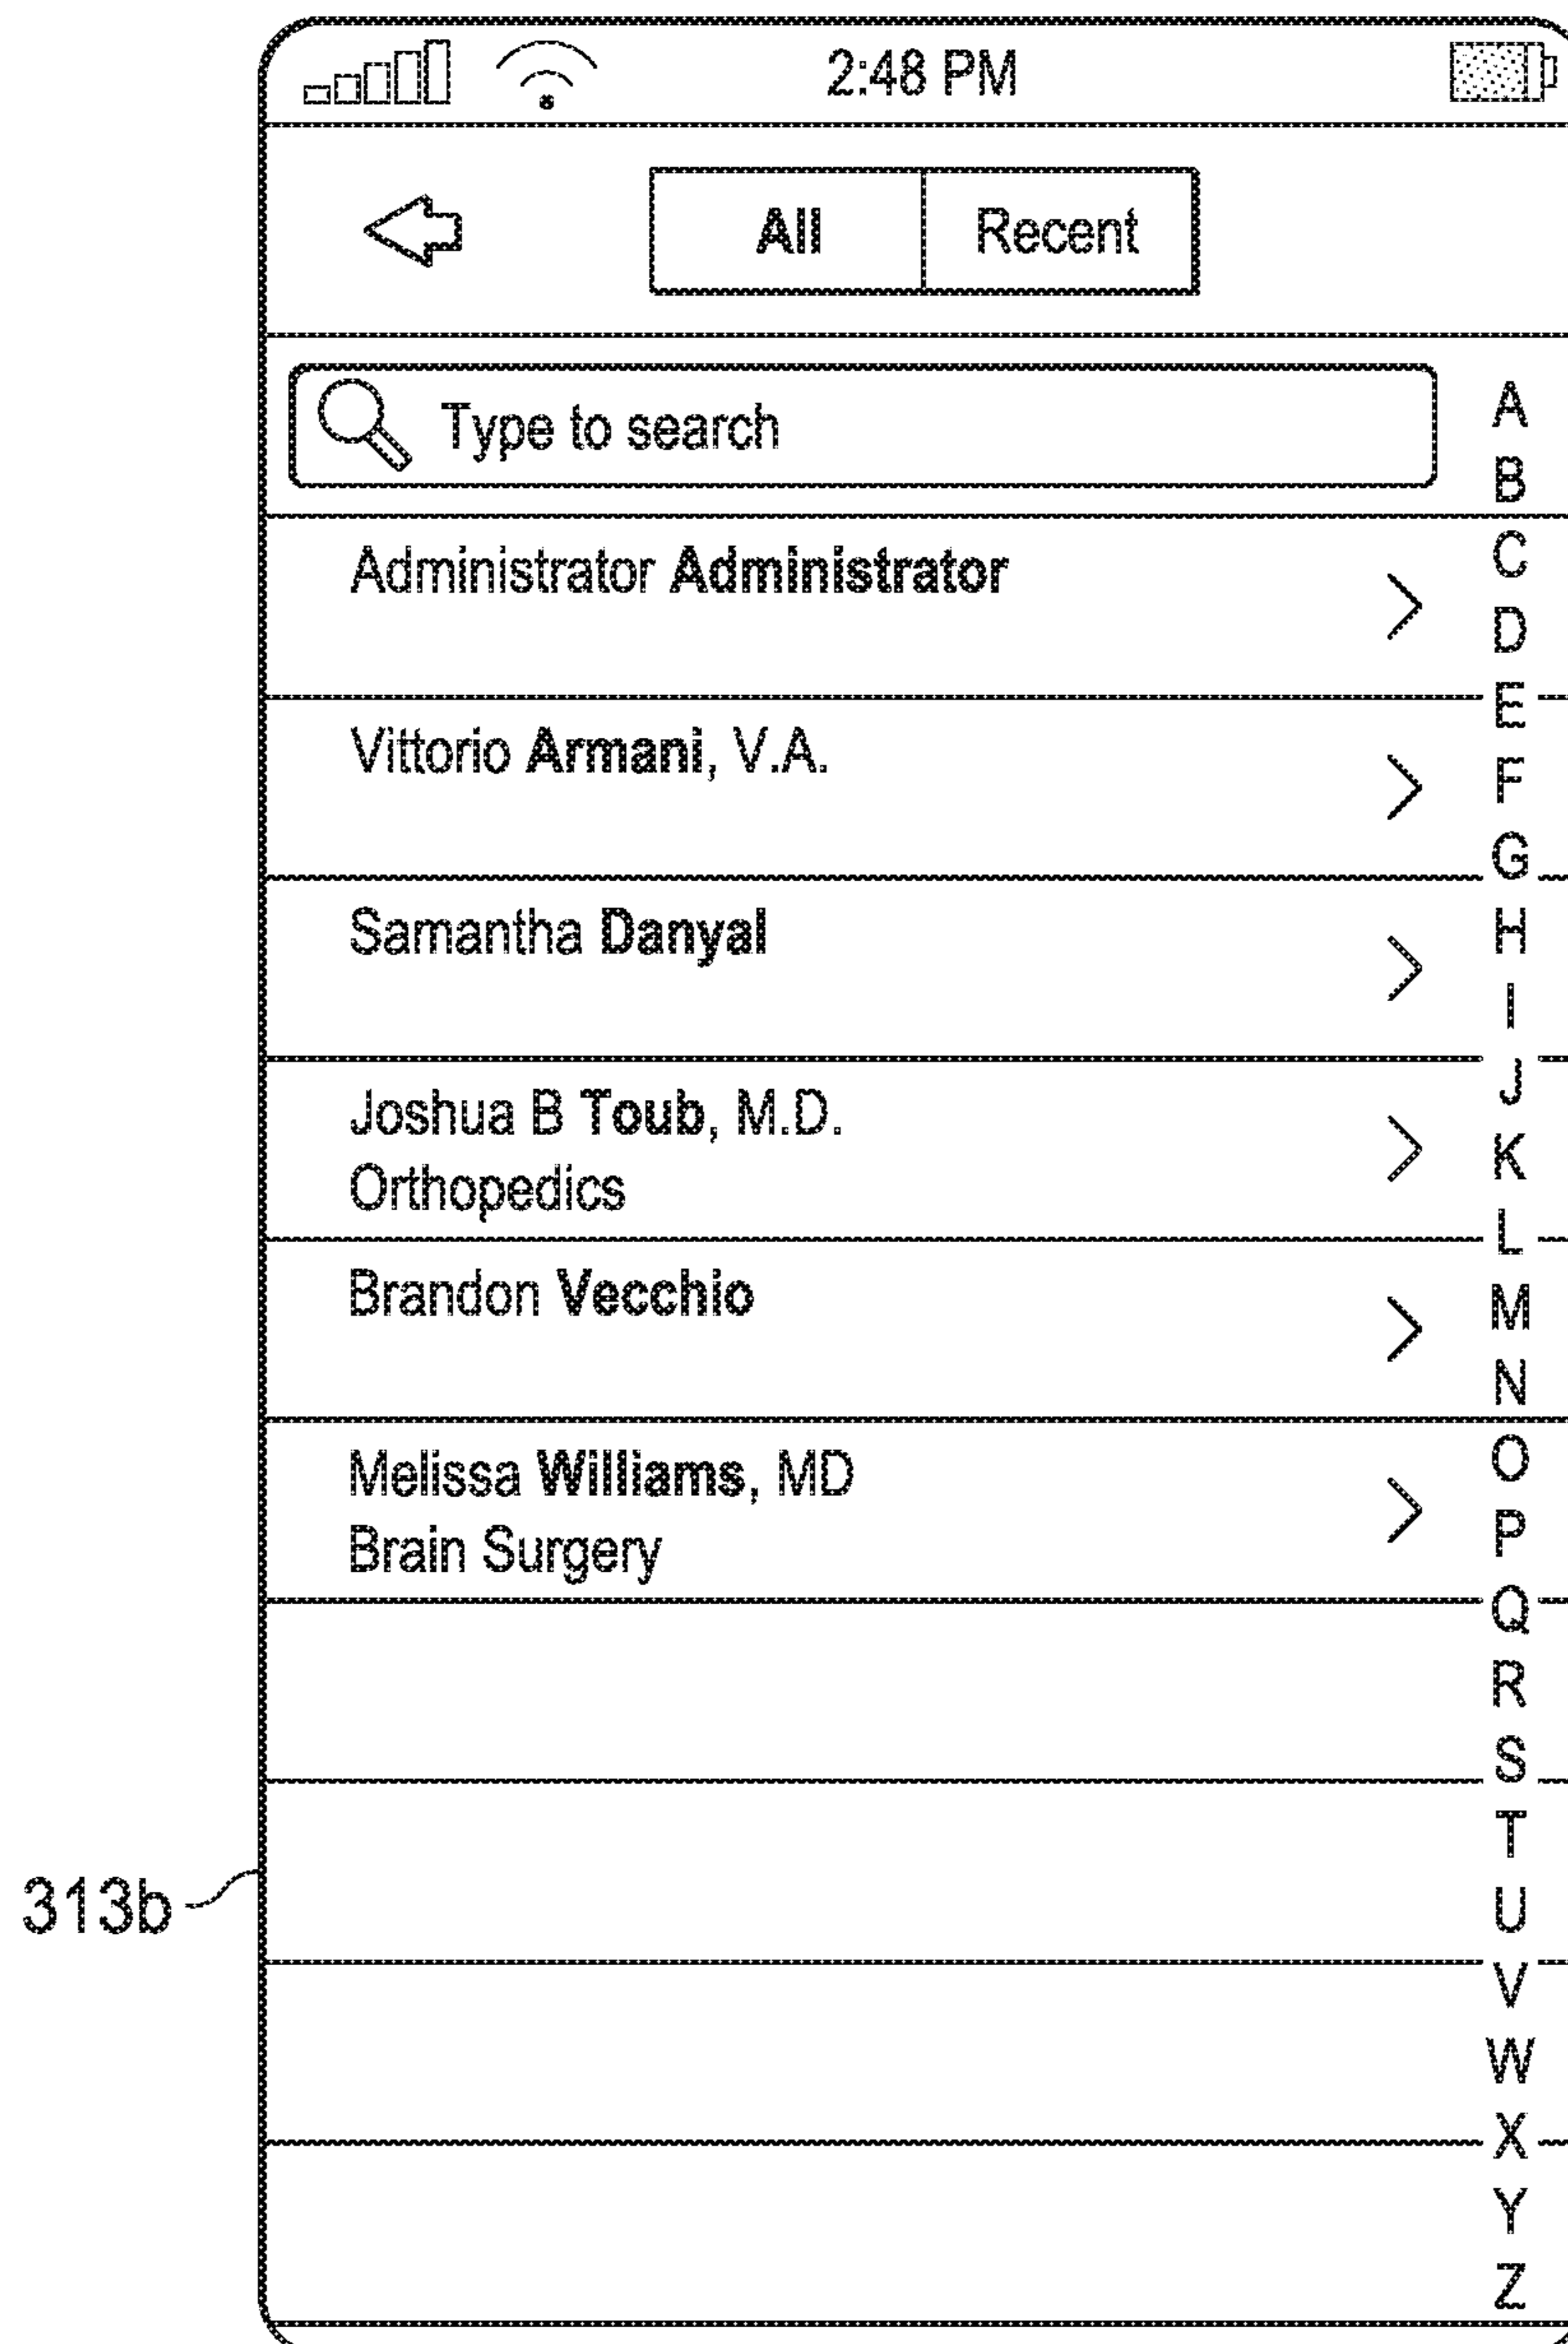 2:48 PM
All Recent
Type to search
Administrator Administrator
Vittorio Armani, V.A.
Samantha Danyal
Joshua B Toub, M.D.
Orthopedics
Brandon Vecchio
Melissa Williams, MD
Brain Surgery
A
B
C
D
E
F
G
H
I
J
K
L
M
N
O
P
Q
R
S
T
U
V
W
X
Y
Z
313b